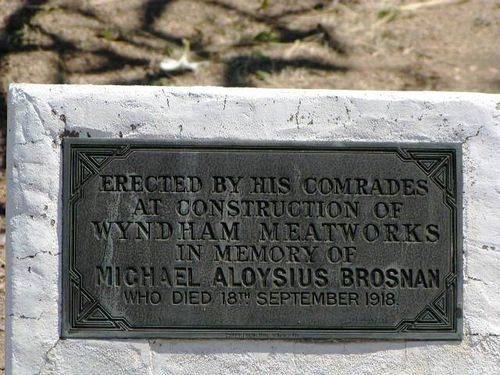 ERECTED BY HIS COMRADES
AT CONSTRUCTION OF
WYNDHAM MEATWORKS
IN MEMORY OF
MICHAEL ALOYSIUS BROSNAN
WHO DIED 18TH SEPTEMBER 1918.